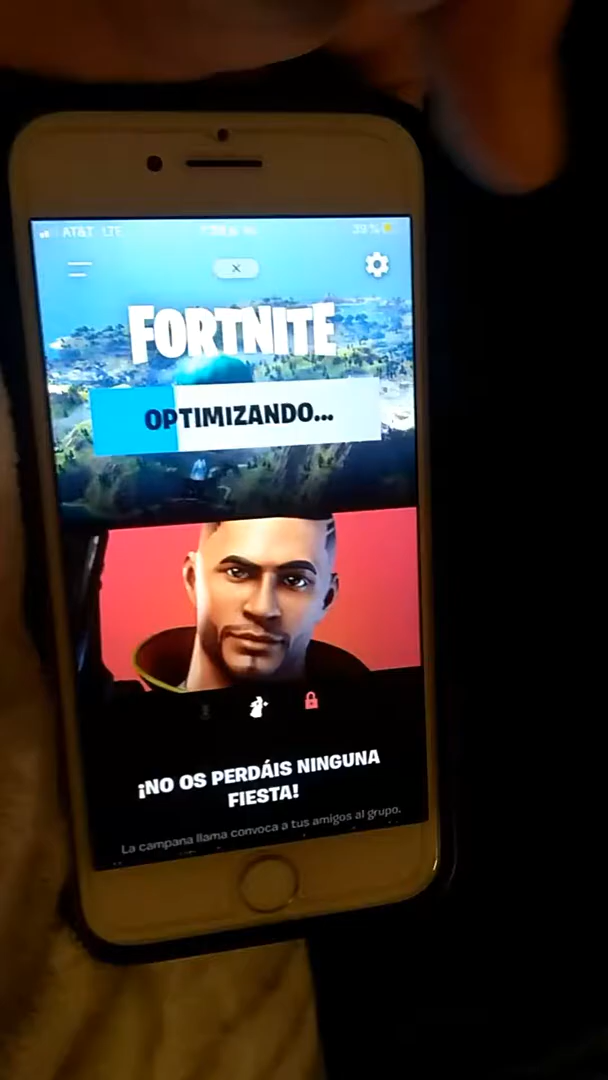 AT&T LTE
39 %
FORTNITE
OPTIMIZANDO...
¡NO OS PERDÁIS NINGUNA
FIESTA!
La campana llama convoca a tus amigos al grupo.